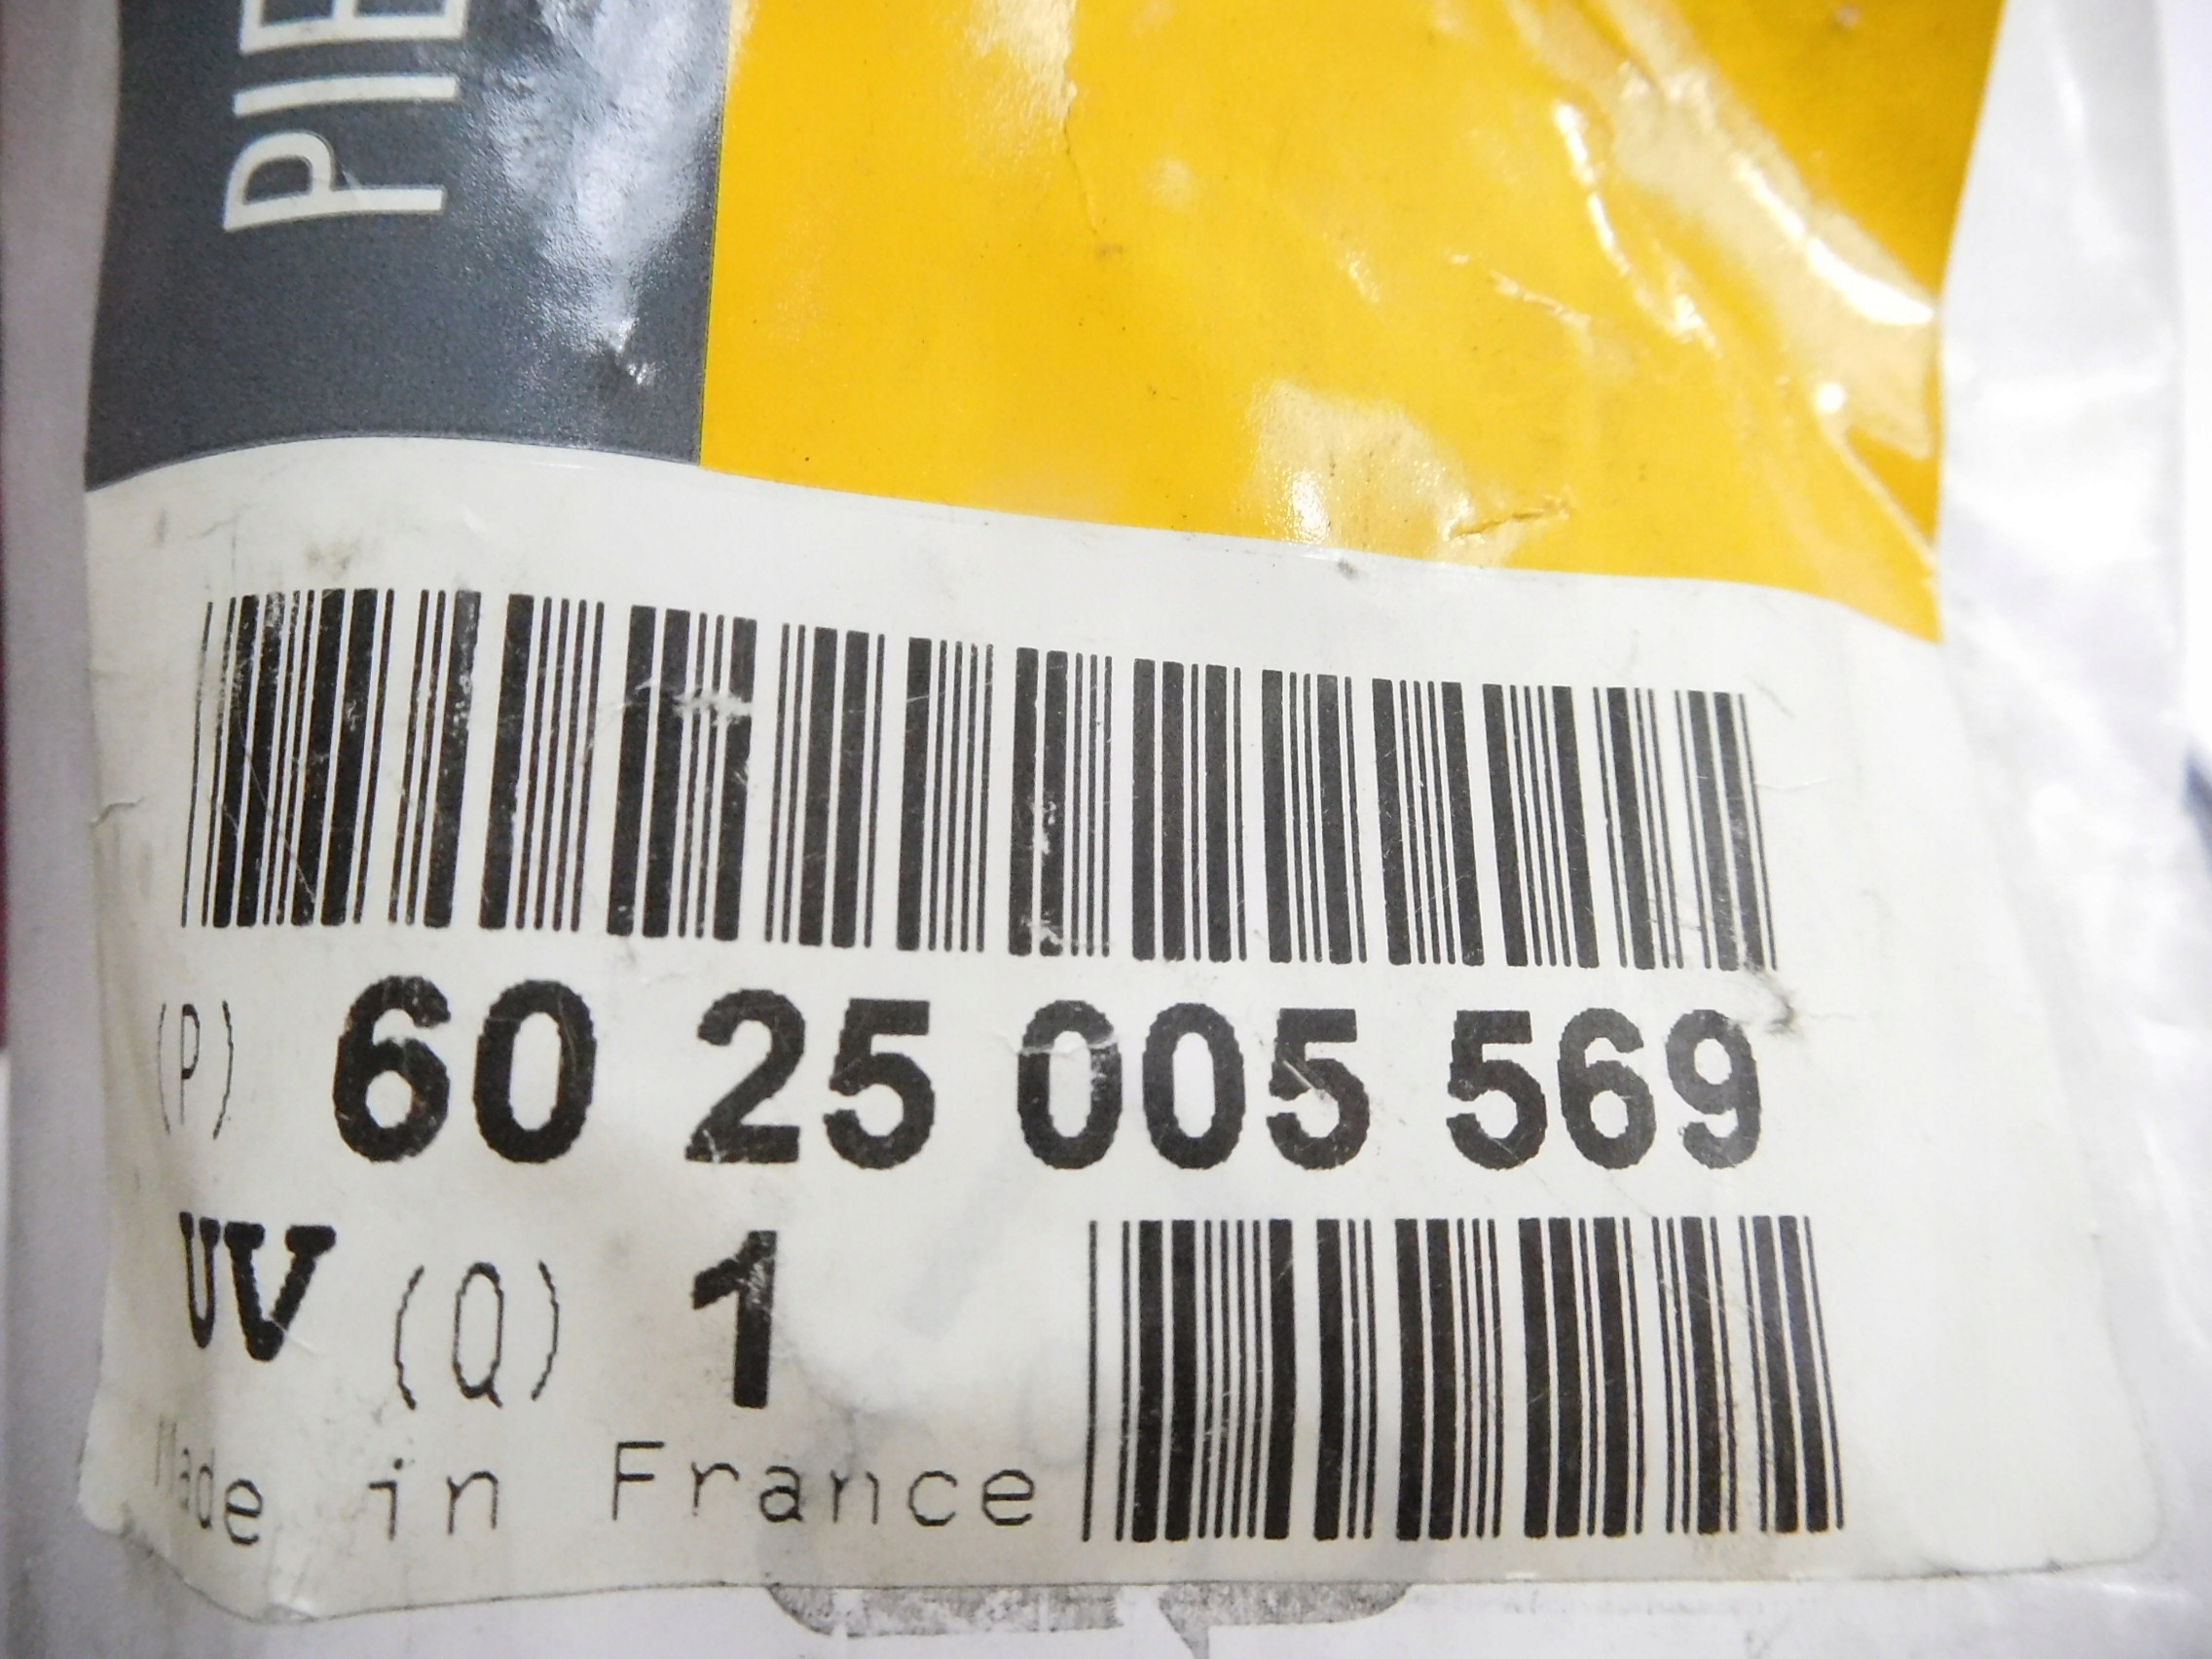 PIE
(P) 60 25 005 569
UV (Q) 1
Made in France